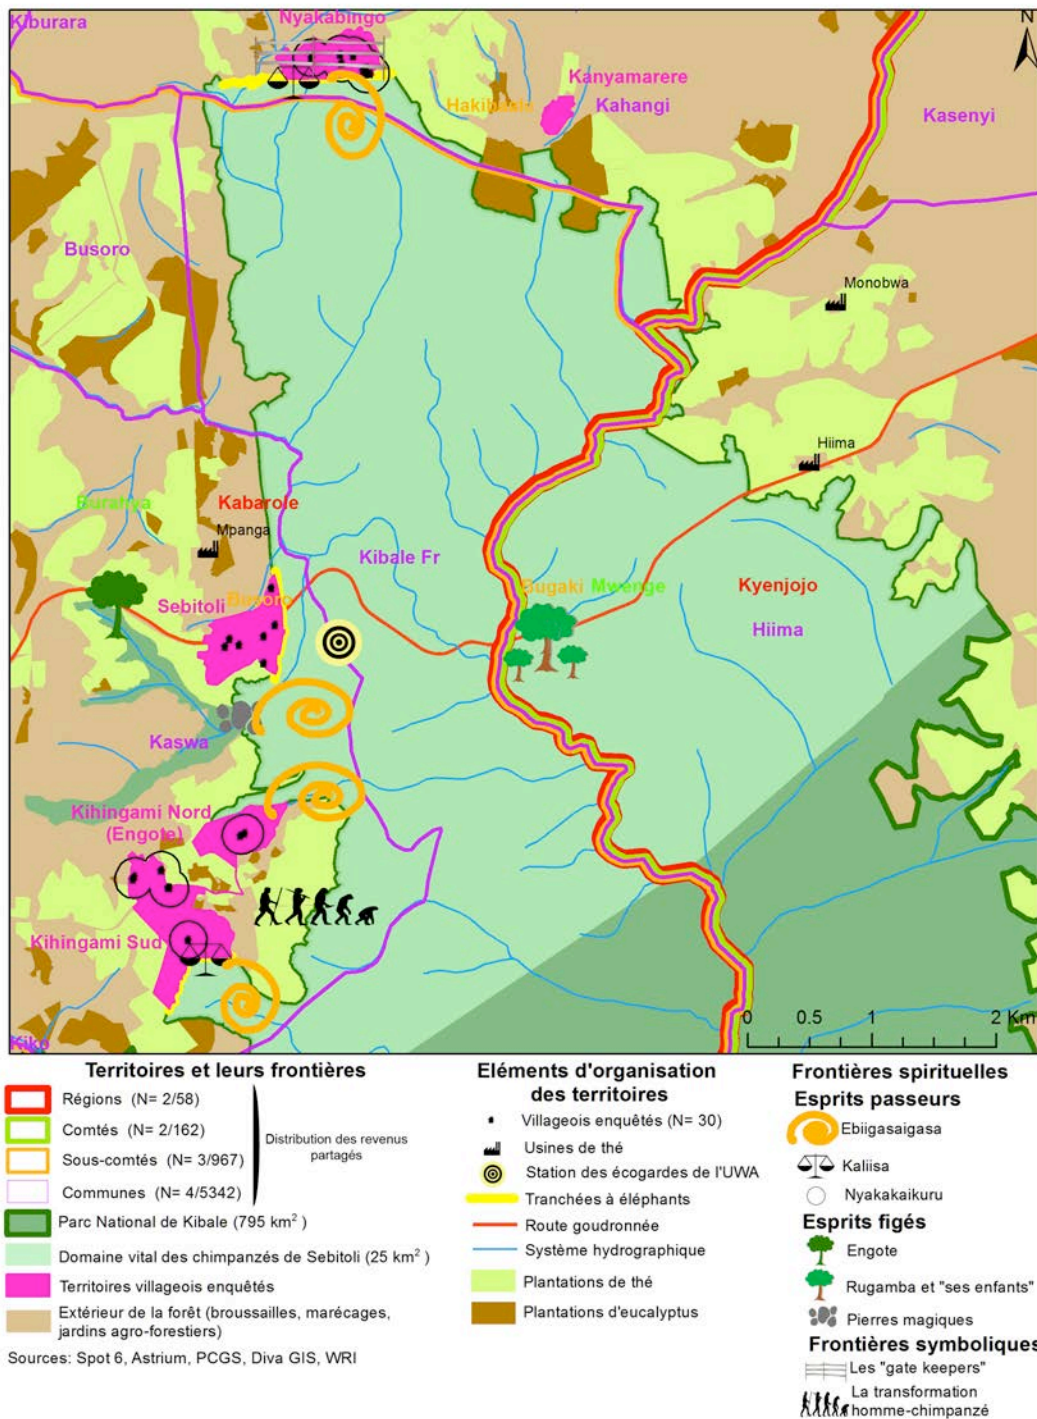 Kiburara
Nyakabingo
N
Kanyamarere
Kahangi
Kasenyi
Busoro
Monobwa
Hiima
Burahya
Kabarole
Mpanga
Kibale Fr
Bugaki
Mwenge
Kyenjojo
Hiima
Sebitoli
Busoro
Kaswa
Kihingami Nord
(Engote)
Kihingami Sud
Kiko
0 0.5 1 2 Km
Territoires et leurs frontières
Régions (N= 2/58)
Comtés (N= 2/162)
Sous-comtés (N= 3/967)
Communes (N= 4/5342)
Distribution des revenus
partagés
Parc National de Kibale (795 km²)
Domaine vital des chimpanzés de Sebitoli (25 km²)
Territoires villageois enquêtés
Extérieur de la forêt (broussailles, marécages,
jardins agro-forestiers)
Sources: Spot 6, Astrium, PCGS, Diva GIS, WRI
Eléments d'organisation
des territoires
Villageois enquêtés (N= 30)
Usines de thé
Station des écogardes de l'UWA
Tranchées à éléphants
Route goudronnée
Système hydrographique
Plantations de thé
Plantations d'eucalyptus
Frontières spirituelles
Esprits passeurs
Ebiigasaigasa
Kaliisa
Nyakakaikuru
Esprits figés
Engote
Rugamba et "ses enfants"
Pierres magiques
Frontières symboliques
Les "gate keepers"
La transformation
homme-chimpanzé